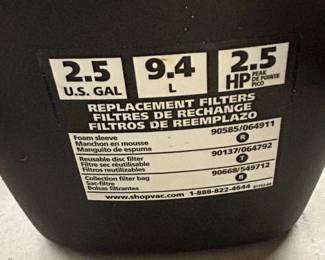 2.5
U.S. GAL
9.4
L
2.5
HP PEAK
DE POINTE
PICO
REPLACEMENT FILTERS
FILTRES DE RECHANGE
FILTROS DE REEMPLAZO
Foam sleeve 90585/064911
Manchon en mousse
Manguito de espuma R
Reusable disc filter 90137/064792
Filtre sec réutilisable
Filtros reutilizables T
Collection filter bag 90668/549712
Sac-filtre
Bolsas filtrantes B
www.shopvac.com 1-888-822-4644